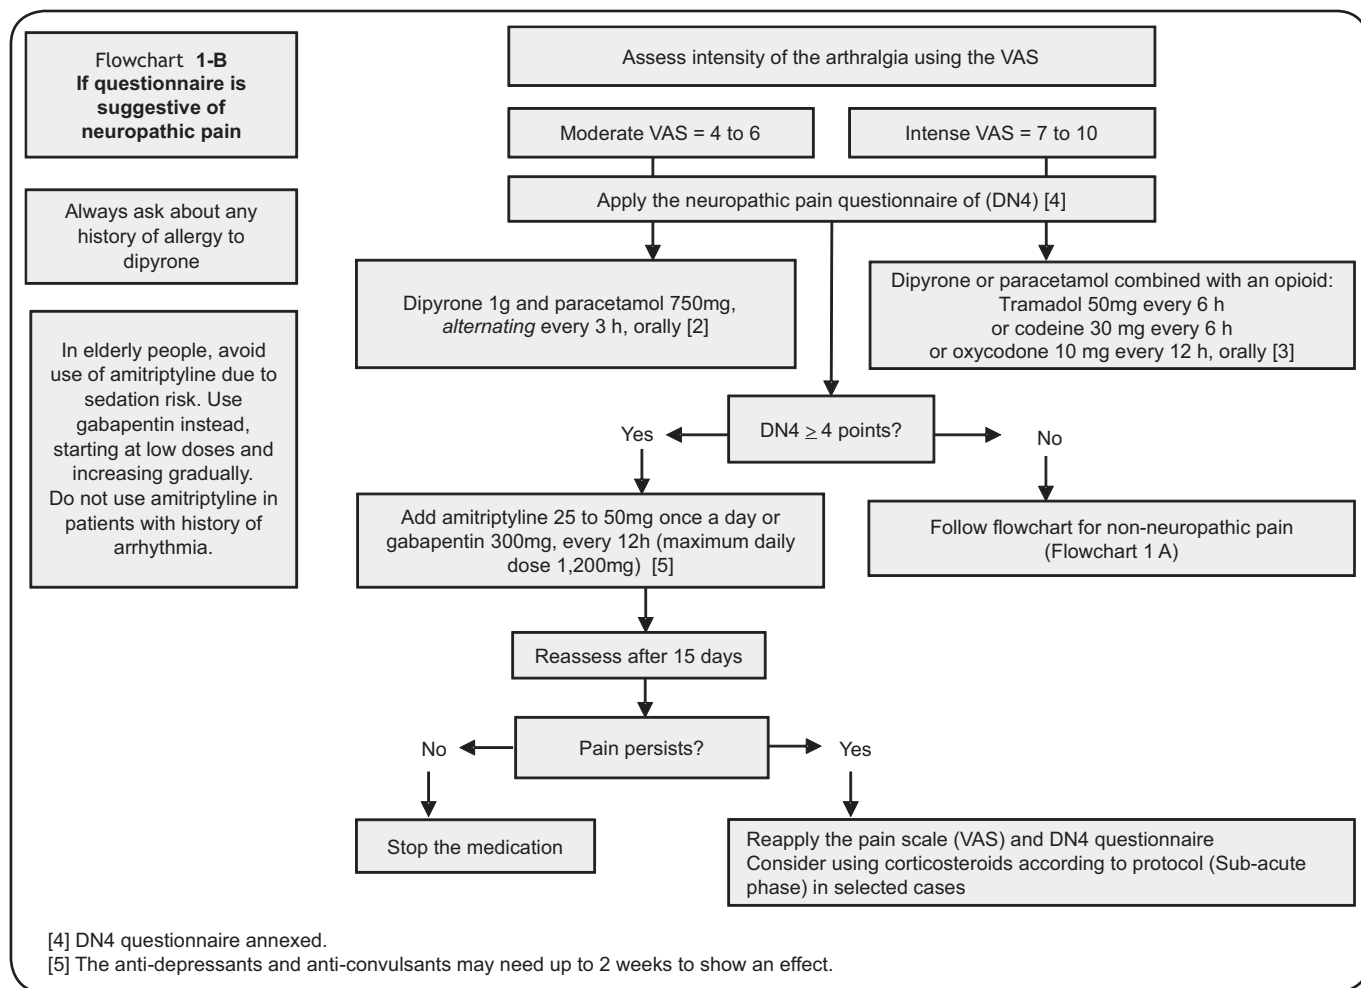 Flowchart 1-B
If questionnaire is
suggestive of
neuropathic pain
Always ask about any
history of allergy to
dipyrone
In elderly people, avoid
use of amitriptyline due to
sedation risk. Use
gabapentin instead,
starting at low doses and
increasing gradually.
Do not use amitriptyline in
patients with history of
arrhythmia.
Assess intensity of the arthralgia using the VAS
Moderate VAS = 4 to 6
Intense VAS = 7 to 10
Apply the neuropathic pain questionnaire of (DN4) [4]
Dipyrone 1g and paracetamol 750mg,
alternating every 3 h, orally [2]
Dipyrone or paracetamol combined with an opioid:
Tramadol 50mg every 6 h
or codeine 30 mg every 6 h
or oxycodone 10 mg every 12 h, orally [3]
DN4 ≥ 4 points?
Yes
No
Add amitriptyline 25 to 50mg once a day or
gabapentin 300mg, every 12h (maximum daily
dose 1,200mg) [5]
Follow flowchart for non-neuropathic pain
(Flowchart 1 A)
Reassess after 15 days
Pain persists?
No
Yes
Stop the medication
Reapply the pain scale (VAS) and DN4 questionnaire
Consider using corticosteroids according to protocol (Sub-acute
phase) in selected cases
[4] DN4 questionnaire annexed.
[5] The anti-depressants and anti-convulsants may need up to 2 weeks to show an effect.